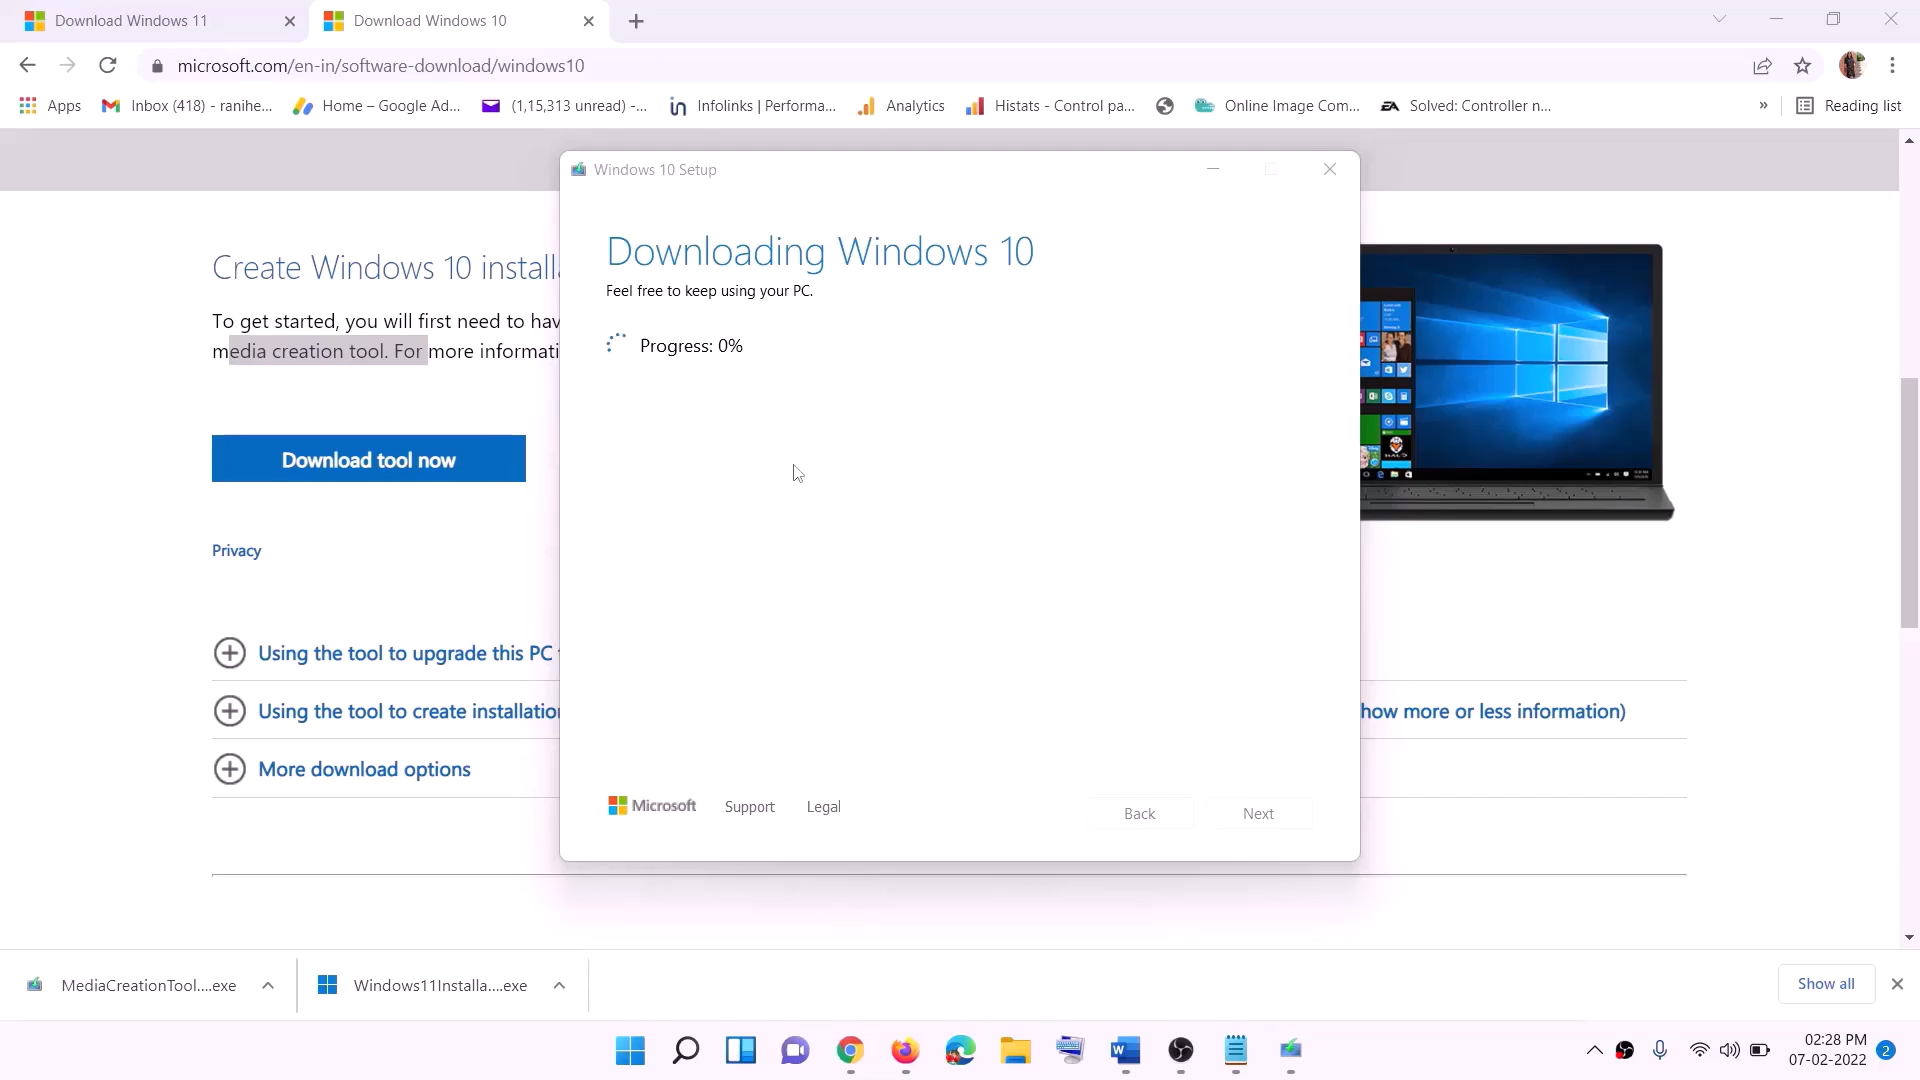 Download Windows 11
Download Windows 10
microsoft.com/en-in/software-download/windows10
Apps
Inbox (418) - ranihe...
Home – Google Ad...
(1,15,313 unread) -...
Infolinks | Performa...
Analytics
Histats - Control pa...
Online Image Com...
Solved: Controller n...
»
Reading list
Windows 10 Setup
Downloading Windows 10
Feel free to keep using your PC.
Progress: 0%
Microsoft
Support
Legal
Back
Next
Create Windows 10 install
To get started, you will first need to hav
media creation tool. For more informati
Download tool now
Privacy
Using the tool to upgrade this PC
Using the tool to create installation
how more or less information)
More download options
MediaCreationTool....exe
Windows11Installa....exe
Show all
02:28 PM
07-02-2022
2